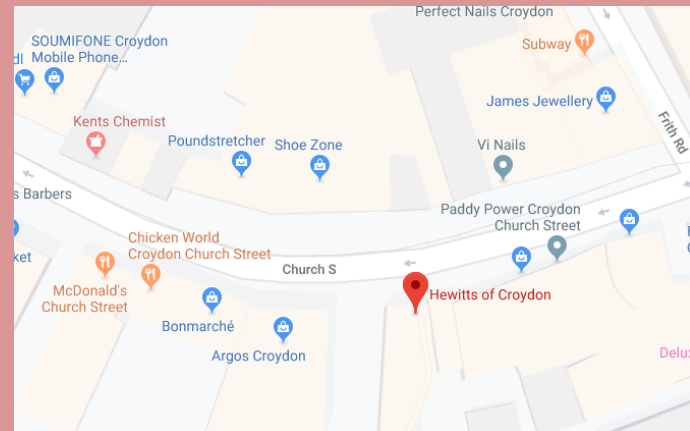 Perfect Nails Croydon
SOUMIFONE Croydon
Mobile Phone...
Subway
dl
James Jewellery
Frith Rd
Kents Chemist
Poundstretcher
Shoe Zone
Vi Nails
s Barbers
Paddy Power Croydon
Church Street
Chicken World
Croydon Church Street
ket
Church S
McDonald's
Church Street
Hewitts of Croydon
Bonmarché
Argos Croydon
Delux